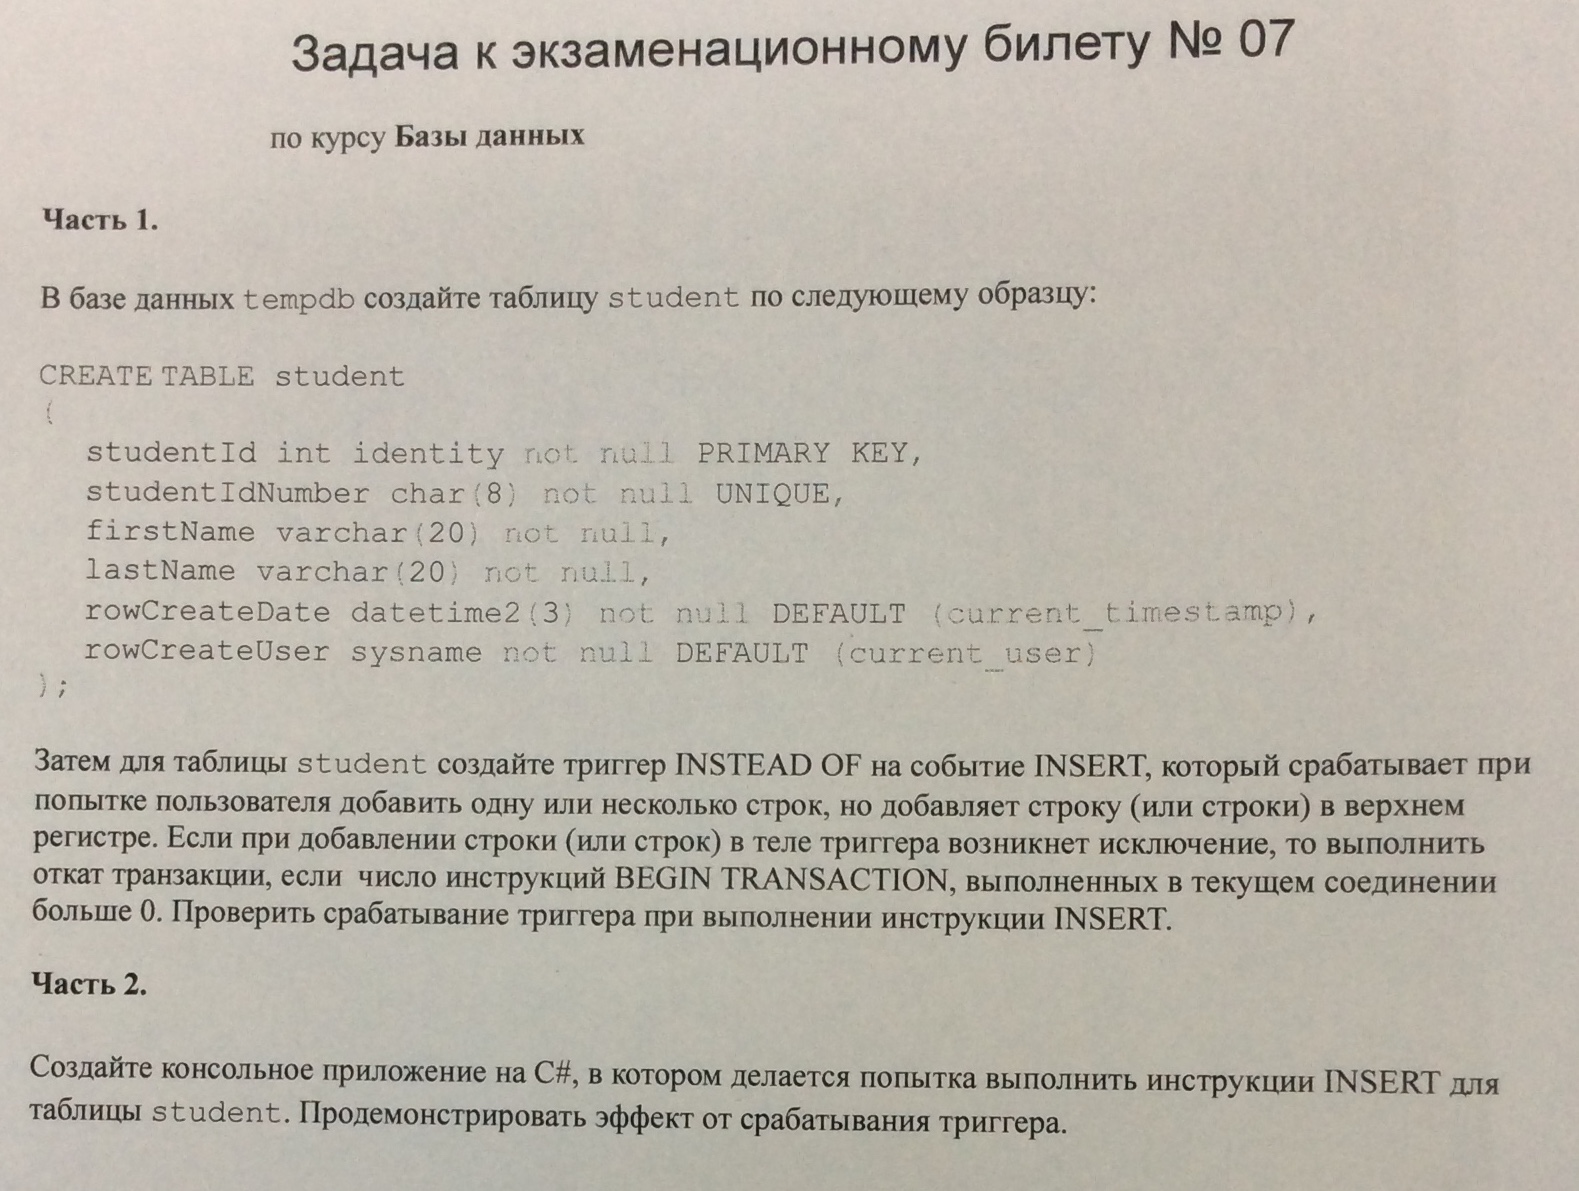 Задача к экзаменационному билету № 07
по курсу Базы данных
Часть 1.
В базе данных tempdb создайте таблицу student по следующему образцу:
CREATE TABLE student
(
studentId int identity not null PRIMARY KEY,
studentIdNumber char(8) not null UNIQUE,
firstName varchar(20) not null,
lastName varchar(20) not null,
rowCreateDate datetime2(3) not null DEFAULT (current_timestamp),
rowCreateUser sysname not null DEFAULT (current_user)
);
Затем для таблицы student создайте триггер INSTEAD OF на событие INSERT, который срабатывает при
попытке пользователя добавить одну или несколько строк, но добавляет строку (или строки) в верхнем
регистре. Если при добавлении строки (или строк) в теле триггера возникнет исключение, то выполнить
откат транзакции, если число инструкций BEGIN TRANSACTION, выполненных в текущем соединении
больше 0. Проверить срабатывание триггера при выполнении инструкции INSERT.
Часть 2.
Создайте консольное приложение на C#, в котором делается попытка выполнить инструкции INSERT для
таблицы student. Продемонстрировать эффект от срабатывания триггера.